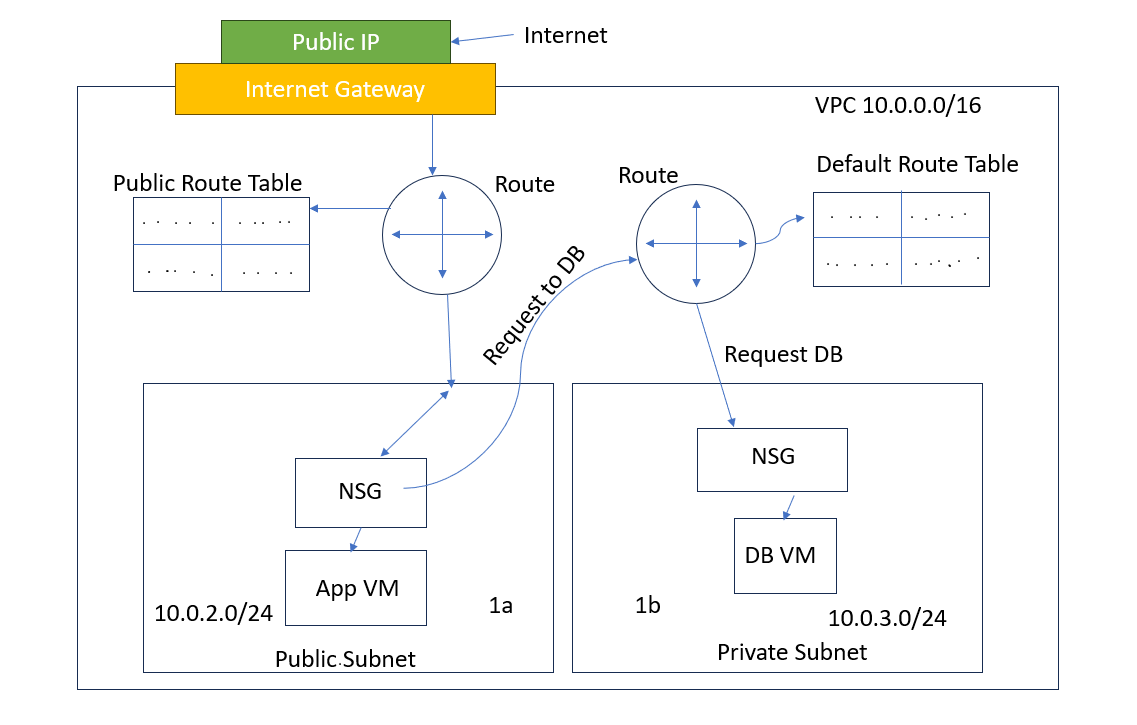 Public IP
Internet
Internet Gateway
VPC 10.0.0.0/16
Public Route Table
Route
Route
Default Route Table
Request to DB
Request DB
NSG
App VM
10.0.2.0/24
1a
Public Subnet
NSG
DB VM
1b
10.0.3.0/24
Private Subnet